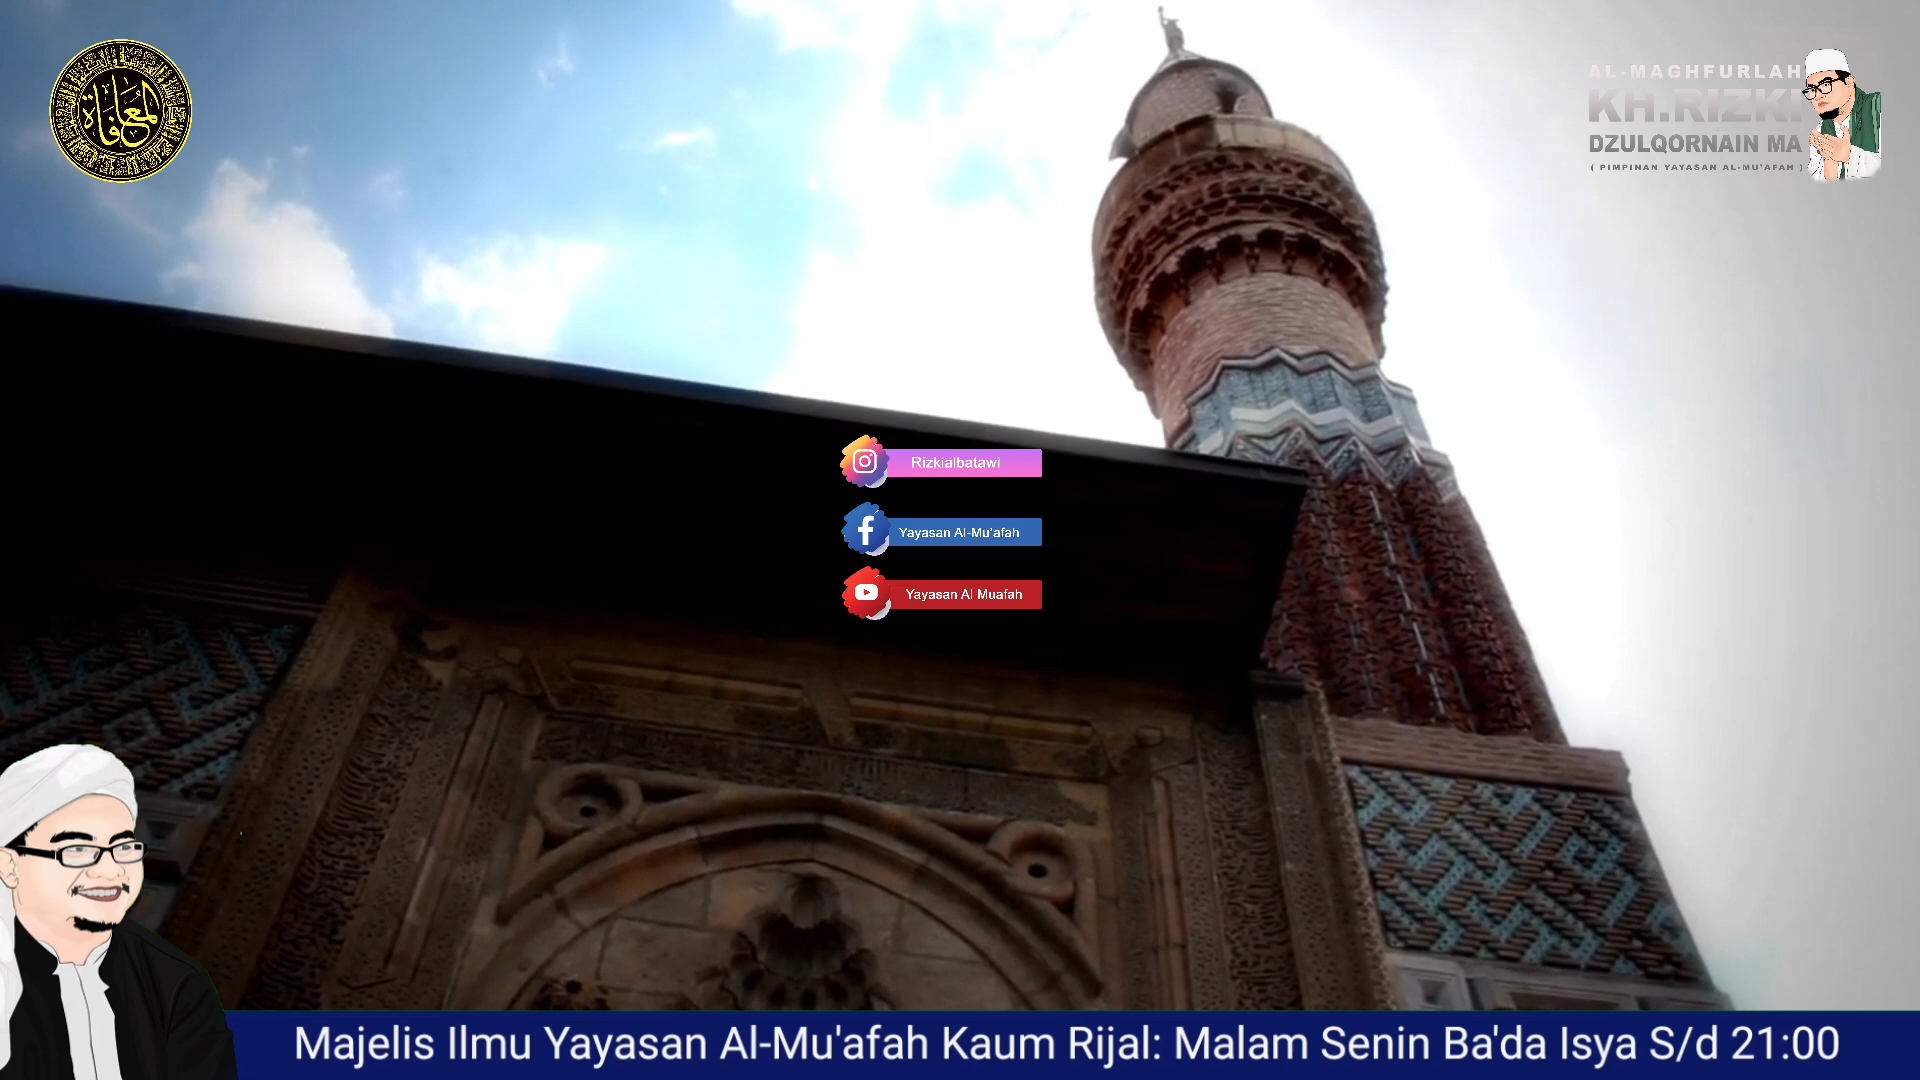 المعافاة
AL-MAGHFURLAH
KH.RIZKI
DZULQORNAIN MA
( PIMPINAN YAYASAN AL-MU'AFAH )
Rizkialbatawi
Yayasan Al-Mu'afah
Yayasan Al Muafah
Majelis Ilmu Yayasan Al-Mu'afah Kaum Rijal: Malam Senin Ba'da Isya S/d 21:00